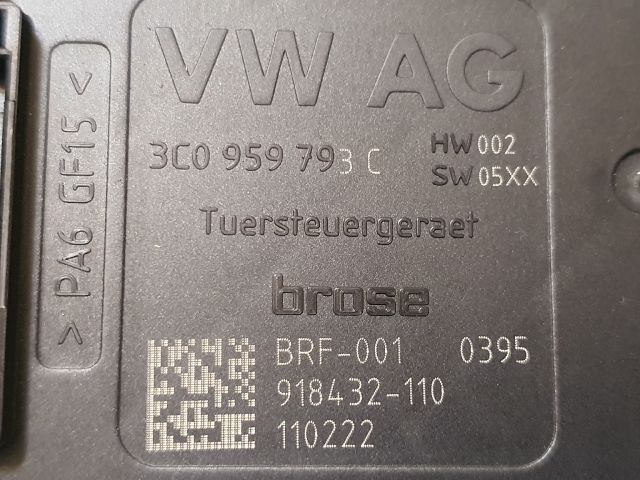 VW AG
3C0 959 793 C HW 002
SW 05XX
Tuersteuergeraet
brose
BRF-001 0395
918432-110
110222
> PA6 GF15 <